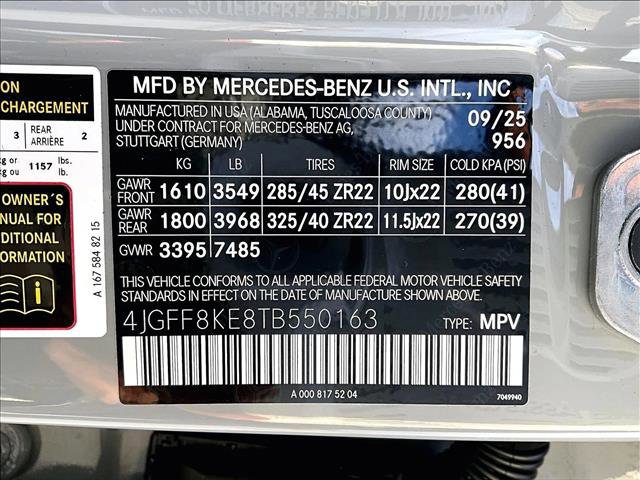 MFD BY MERCEDES-BENZ U.S. INTL., INC
MANUFACTURED IN USA (ALABAMA, TUSCALOOSA COUNTY) 09/25
UNDER CONTRACT FOR MERCEDES-BENZ AG,
STUTTGART (GERMANY) 956
KG LB TIRES RIM SIZE COLD KPA (PSI)
GAWR FRONT 1610 3549 285/45 ZR22 10Jx22 280(41)
GAWR REAR 1800 3968 325/40 ZR22 11.5Jx22 270(39)
GVWR 3395 7485
THIS VEHICLE CONFORMS TO ALL APPLICABLE FEDERAL MOTOR VEHICLE SAFETY
STANDARDS IN EFFECT ON THE DATE OF MANUFACTURE SHOWN ABOVE.
4JGFF8KE8TB550163 TYPE: MPV
A 000 817 52 04
7049940
ON
CHARGEMENT
3 REAR ARRIÈRE 2
kg or
kg ou 1157 lbs. lb.
OWNER'S
NUAL FOR
DITIONAL
ORMATION
A 167 584 82 15